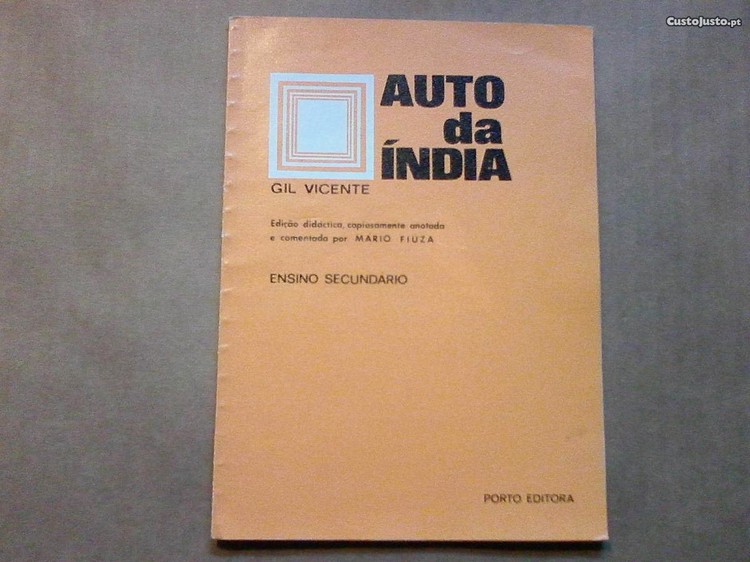 CustoJusto.pt
AUTO
da
ÍNDIA
GIL VICENTE
Edição didáctica, copiosamente anotada
e comentada por MÁRIO FIÚZA
ENSINO SECUNDÁRIO
PORTO EDITORA